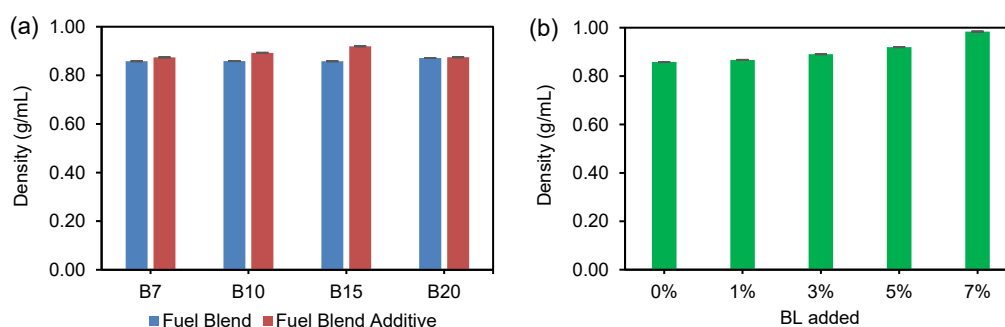 (a)
Density (g/mL)
1.00
0.80
0.60
0.40
0.20
0.00
B7 B10 B15 B20
Fuel Blend Fuel Blend Additive
(b)
Density (g/mL)
1.00
0.80
0.60
0.40
0.20
0.00
0% 1% 3% 5% 7%
BL added